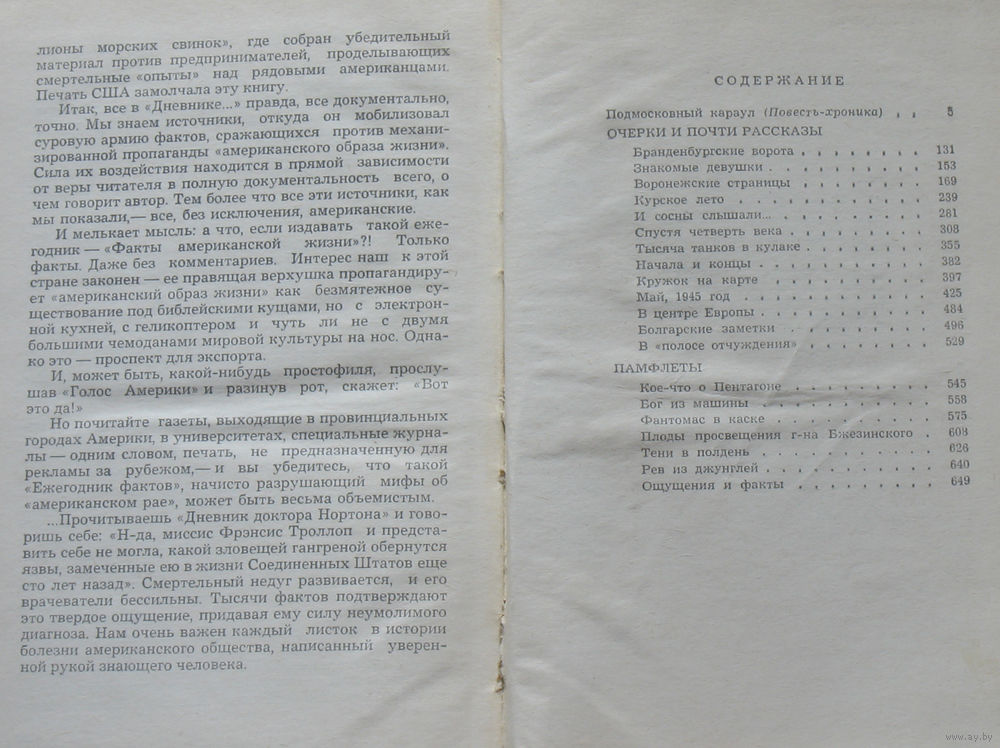 лионы морских свинок», где собран убедительный
материал против предпринимателей, проделывающих
смертельные «опыты» над рядовыми американцами.
Печать США замолчала эту книгу.
Итак, все в «Дневнике...» правда, все документально,
точно. Мы знаем источники, откуда он мобилизовал
суровую армию фактов, сражающихся против механи-
зированной пропаганды «американского образа жизни».
Сила их воздействия находится в прямой зависимости
от веры читателя в полную документальность всего, о
чем говорит автор. Тем более что все эти источники, как
мы показали,— все, без исключения, американские.
И мелькает мысль: а что, если издавать такой еже-
годник — «Факты американской жизни»?! Только
факты. Даже без комментариев. Интерес наш к этой
стране законен — ее правящая верхушка пропагандиру-
ет «американский образ жизни» как безмятежное су-
ществование под библейскими кущами, но с электрон-
ной кухней, с геликоптером и чуть ли не с двумя
большими чемоданами мировой культуры на нос. Одна-
ко это — проспект для экспорта.
И, может быть, какой-нибудь простофиля, прослу-
шав «Голос Америки» и разинув рот, скажет: «Вот
это да!»
Но почитайте газеты, выходящие в провинциальных
городах Америки, в университетах, специальные журна-
лы — одним словом, печать, не предназначенную для
рекламы за рубежом,— и вы убедитесь, что такой
«Ежегодник фактов», начисто разрушающий мифы об
«американском рае», может быть весьма объемистым.
...Прочитываешь «Дневник доктора Нортона» и гово-
ришь себе: «Н-да, миссис Фрэнсис Троллоп и предста-
вить себе не могла, какой зловещей гангреной обернутся
язвы, замеченные ею в жизни Соединенных Штатов еще
сто лет назад». Смертельный недуг развивается, и его
врачеватели бессильны. Тысячи фактов подтверждают
это твердое ощущение, придавая ему силу неумолимого
диагноза. Нам очень важен каждый листок в истории
болезни американского общества, написанный уверен-
ной рукой знающего человека.
СОДЕРЖАНИЕ
Подмосковный караул (Повесть-хроника) . . 5
ОЧЕРКИ И ПОЧТИ РАССКАЗЫ
Бранденбургские ворота . . . . . . . . 131
Знакомые девушки . . . . . . . . . 153
Воронежские страницы . . . . . . . . 169
Курское лето . . . . . . . . . . . 239
И сосны слышали... . . . . . . . . . 281
Спустя четверть века . . . . . . . . 308
Тысяча танков в кулаке . . . . . . . . 355
Начала и концы . . . . . . . . . . 382
Кружок на карте . . . . . . . . . . 397
Май, 1945 год . . . . . . . . . . 425
В центре Европы . . . . . . . . . . 484
Болгарские заметки . . . . . . . . . 496
В «полосе отчуждения» . . . . . . . . 529
ПАМФЛЕТЫ
Кое-что о Пентагоне . . . . . . . . . 545
Бог из машины . . . . . . . . . . 558
Фантомас в каске . . . . . . . . . . 575
Плоды просвещения г-на Бжезинского . 608
Тени в полдень . . . . . . . . . . 626
Рев из джунглей . . . . . . . . . . 640
Ощущения и факты . . . . . . . . . 649
www.ay.by